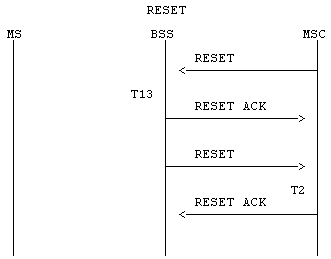 RESET
MS BSS MSC
RESET
T13
RESET ACK
RESET
T2
RESET ACK